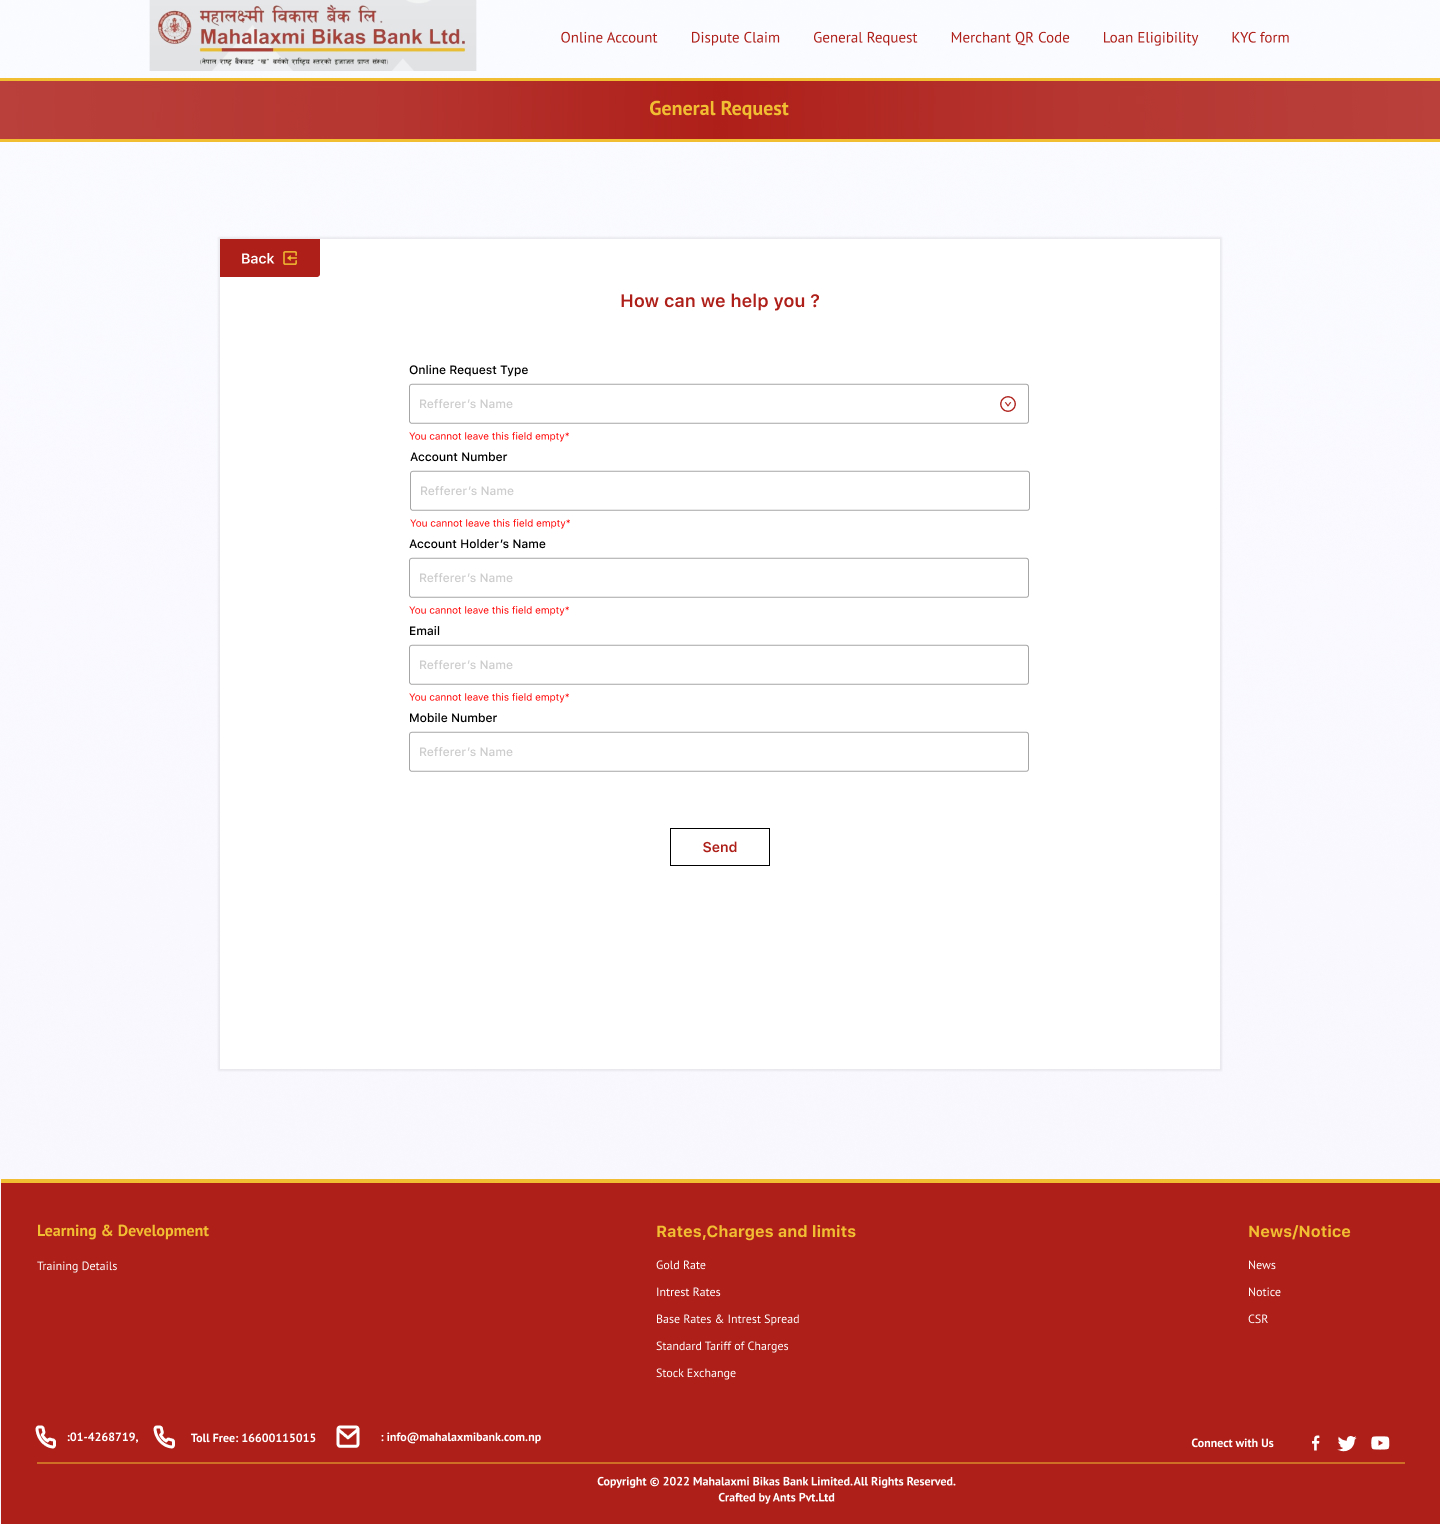 महालक्ष्मी विकास बैंक लि.
Mahalaxmi Bikas Bank Ltd.
(नेपाल राष्ट्र बैंकबाट "ख" वर्गको राष्ट्रिय स्तरको इजाजत प्राप्त संस्था)
Online Account
Dispute Claim
General Request
Merchant QR Code
Loan Eligibility
KYC form
General Request
Back
How can we help you ?
Online Request Type
Refferer's Name
You cannot leave this field empty*
Account Number
Refferer's Name
You cannot leave this field empty*
Account Holder's Name
Refferer's Name
You cannot leave this field empty*
Email
Refferer's Name
You cannot leave this field empty*
Mobile Number
Refferer's Name
Send
Learning & Development
Training Details
Rates,Charges and limits
Gold Rate
Intrest Rates
Base Rates & Intrest Spread
Standard Tariff of Charges
Stock Exchange
News/Notice
News
Notice
CSR
:01-4268719,
Toll Free: 16600115015
: info@mahalaxmibank.com.np
Connect with Us
Copyright © 2022 Mahalaxmi Bikas Bank Limited.All Rights Reserved.
Crafted by Ants Pvt.Ltd